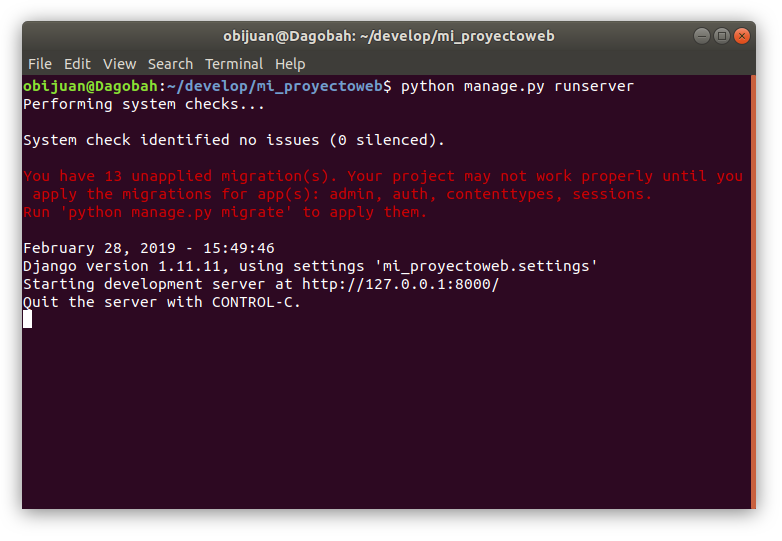 obijuan@Dagobah: ~/develop/mi_proyectoweb
File Edit View Search Terminal Help
obijuan@Dagobah:~/develop/mi_proyectoweb$ python manage.py runserver
Performing system checks...
System check identified no issues (0 silenced).
You have 13 unapplied migration(s). Your project may not work properly until you
apply the migrations for app(s): admin, auth, contenttypes, sessions.
Run 'python manage.py migrate' to apply them.
February 28, 2019 - 15:49:46
Django version 1.11.11, using settings 'mi_proyectoweb.settings'
Starting development server at http://127.0.0.1:8000/
Quit the server with CONTROL-C.